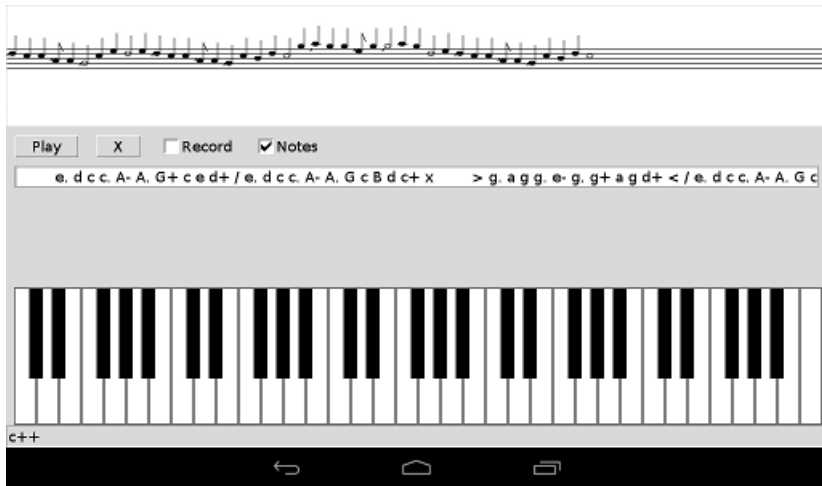 Play X Record Notes
e. d c c. A- A. G+ c e d+ / e. d c c. A- A. G c B d c+ x > g. a g g. e- g. g+ a g d+ < / e. d c c. A- A. G c
c++